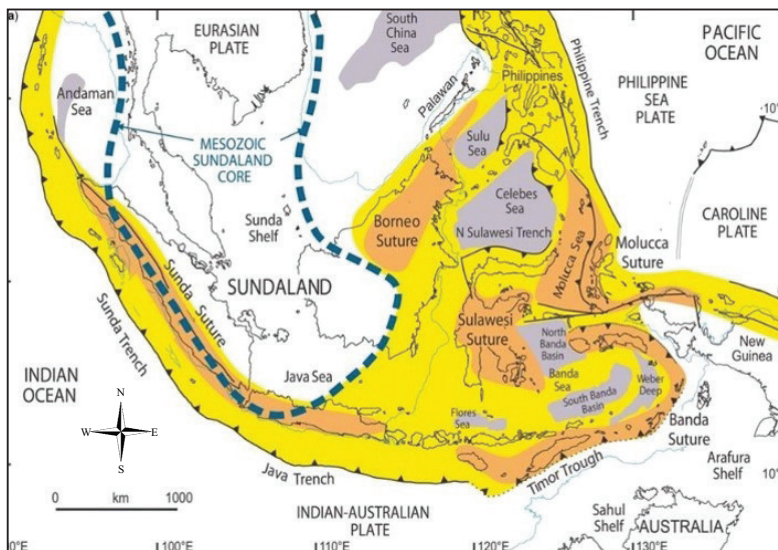 a)
EURASIAN
PLATE
South
China
Sea
PACIFIC
OCEAN
Andaman
Sea
Palawan
Philippines
Philippine Trench
PHILIPPINE
SEA
PLATE
10°
MESOZOIC
SUNDALAND
CORE
Sulu
Sea
Celebes
Sea
Sunda
Shelf
Borneo
Suture
N Sulawesi Trench
Molucca Sea
CAROLINE
PLATE
Molucca
Suture
SUNDALAND
Sunda Suture
Sunda Trench
Sulawesi
Suture
North
Banda
Basin
New
Guinea
INDIAN
OCEAN
Java Sea
Banda
Sea
Weber
Deep
South Banda
Basin
Flores
Sea
Banda
Suture
N
W
E
S
Java Trench
Timor Trough
Arafura
Shelf
0
km
1000
10°
INDIAN-AUSTRALIAN
PLATE
Sahul
Shelf
AUSTRALIA
0°E
100°E
110°E
120°E
130°E